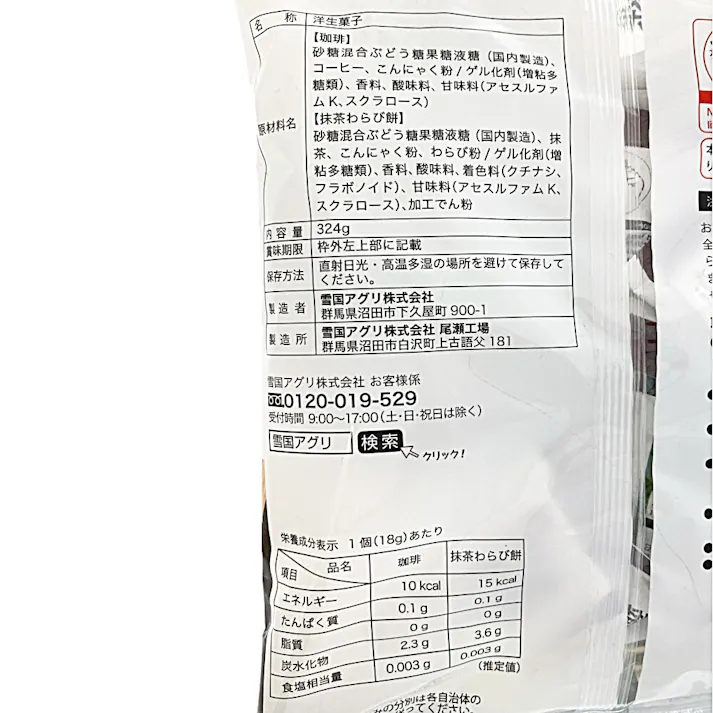 名称 洋生菓子
原材料名
【珈琲】
砂糖混合ぶどう糖果糖液糖（国内製造）、
コーヒー、こんにゃく粉/ゲル化剤（増粘多
糖類）、香料、酸味料、甘味料（アセスルファ
ムK、スクラロース）
【抹茶わらび餅】
砂糖混合ぶどう糖果糖液糖（国内製造）、抹
茶、こんにゃく粉、わらび粉/ゲル化剤（増
粘多糖類）、香料、酸味料、着色料（クチナシ、
フラボノイド）、甘味料（アセスルファムK、
スクラロース）、加工でん粉
内容量 324g
賞味期限 枠外左上部に記載
保存方法 直射日光・高温多湿の場所を避けて保存して
ください。
製造者 雪国アグリ株式会社
群馬県沼田市下久屋町900-1
製造所 雪国アグリ株式会社 尾瀬工場
群馬県沼田市白沢町上古語父181
雪国アグリ株式会社 お客様係
0120-019-529
受付時間 9:00〜17:00（土・日・祝日は除く）
雪国アグリ 検索
クリック!
栄養成分表示 1個（18g）あたり
項目 品名 珈琲 抹茶わらび餅
エネルギー 10kcal 15kcal
たんぱく質 0.1g 0.1g
脂質 0g 0g
炭水化物 2.3g 3.6g
食塩相当量 0.003g 0.003g
（推定値）
の分別は各自治体の